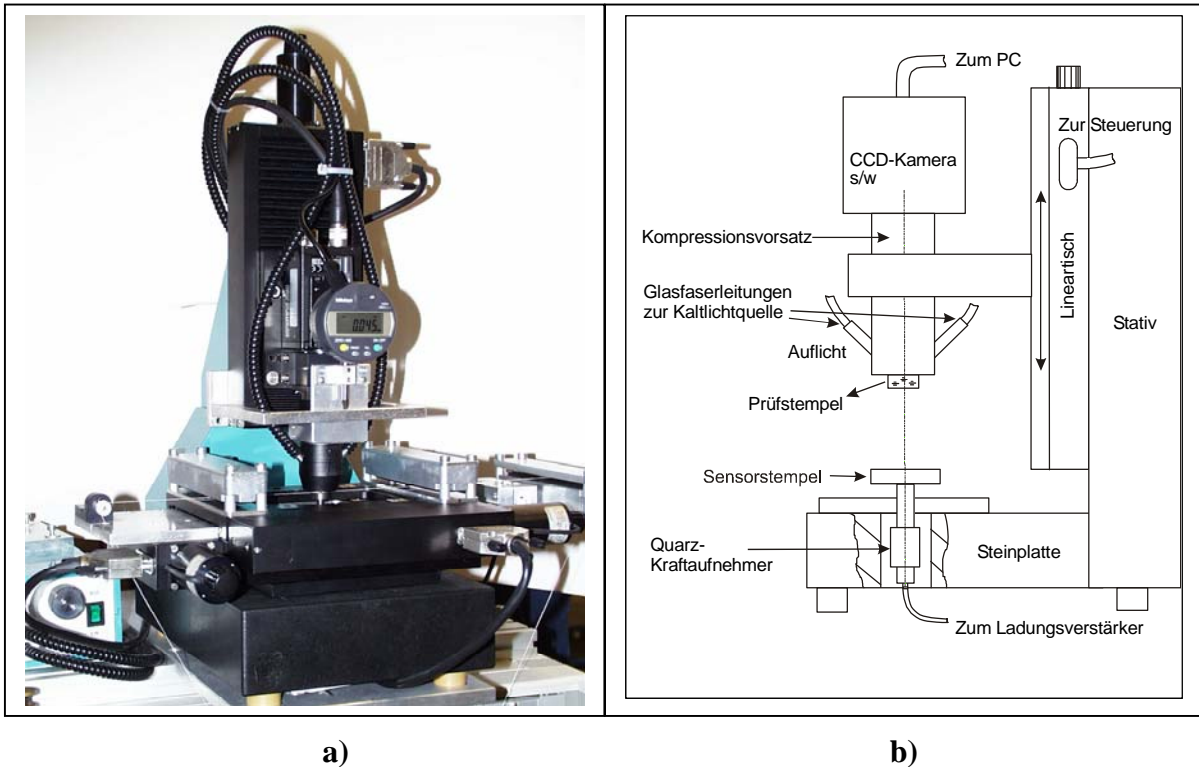 Mitutoyo
0.045
Zum PC
CCD-Kamera
s/w
Zur Steuerung
Kompressionsvorsatz
Lineartisch
Glasfaserleitungen
zur Kaltlichtquelle
Auflicht
Stativ
Prüfstempel
Sensorstempel
Quarz-
Kraftaufnehmer
Steinplatte
Zum Ladungsverstärker
a)
b)